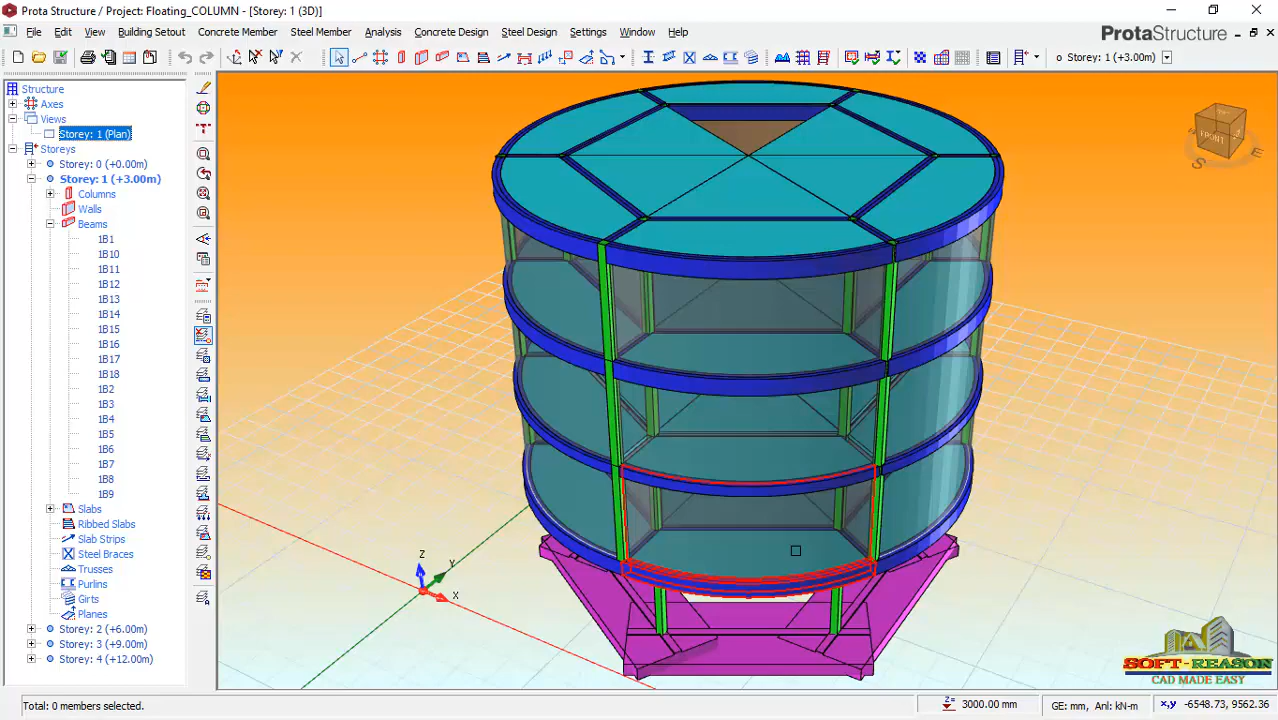 Prota Structure / Project: Floating_COLUMN - [Storey: 1 (3D)]
File Edit View Building Setout Concrete Member Steel Member Analysis Concrete Design Steel Design Settings Window Help
ProtaStructure
o Storey: 1 (+3.00m)
Structure
Axes
Views
Storey: 1 (Plan)
Storeys
Storey: 0 (+0.00m)
Storey: 1 (+3.00m)
Columns
Walls
Beams
1B1
1B10
1B11
1B12
1B13
1B14
1B15
1B16
1B17
1B18
1B2
1B3
1B4
1B5
1B6
1B7
1B8
1B9
Slabs
Ribbed Slabs
Slab Strips
Steel Braces
Trusses
Purlins
Girts
Planes
Storey: 2 (+6.00m)
Storey: 3 (+9.00m)
Storey: 4 (+12.00m)
FRONT
S
E
Z
Y
X
SOFT-REASON
CAD MADE EASY
Total: 0 members selected.
Z= 3000.00 mm
GE: mm, Anl: kN-m
x,y -6548.73, 9562.36